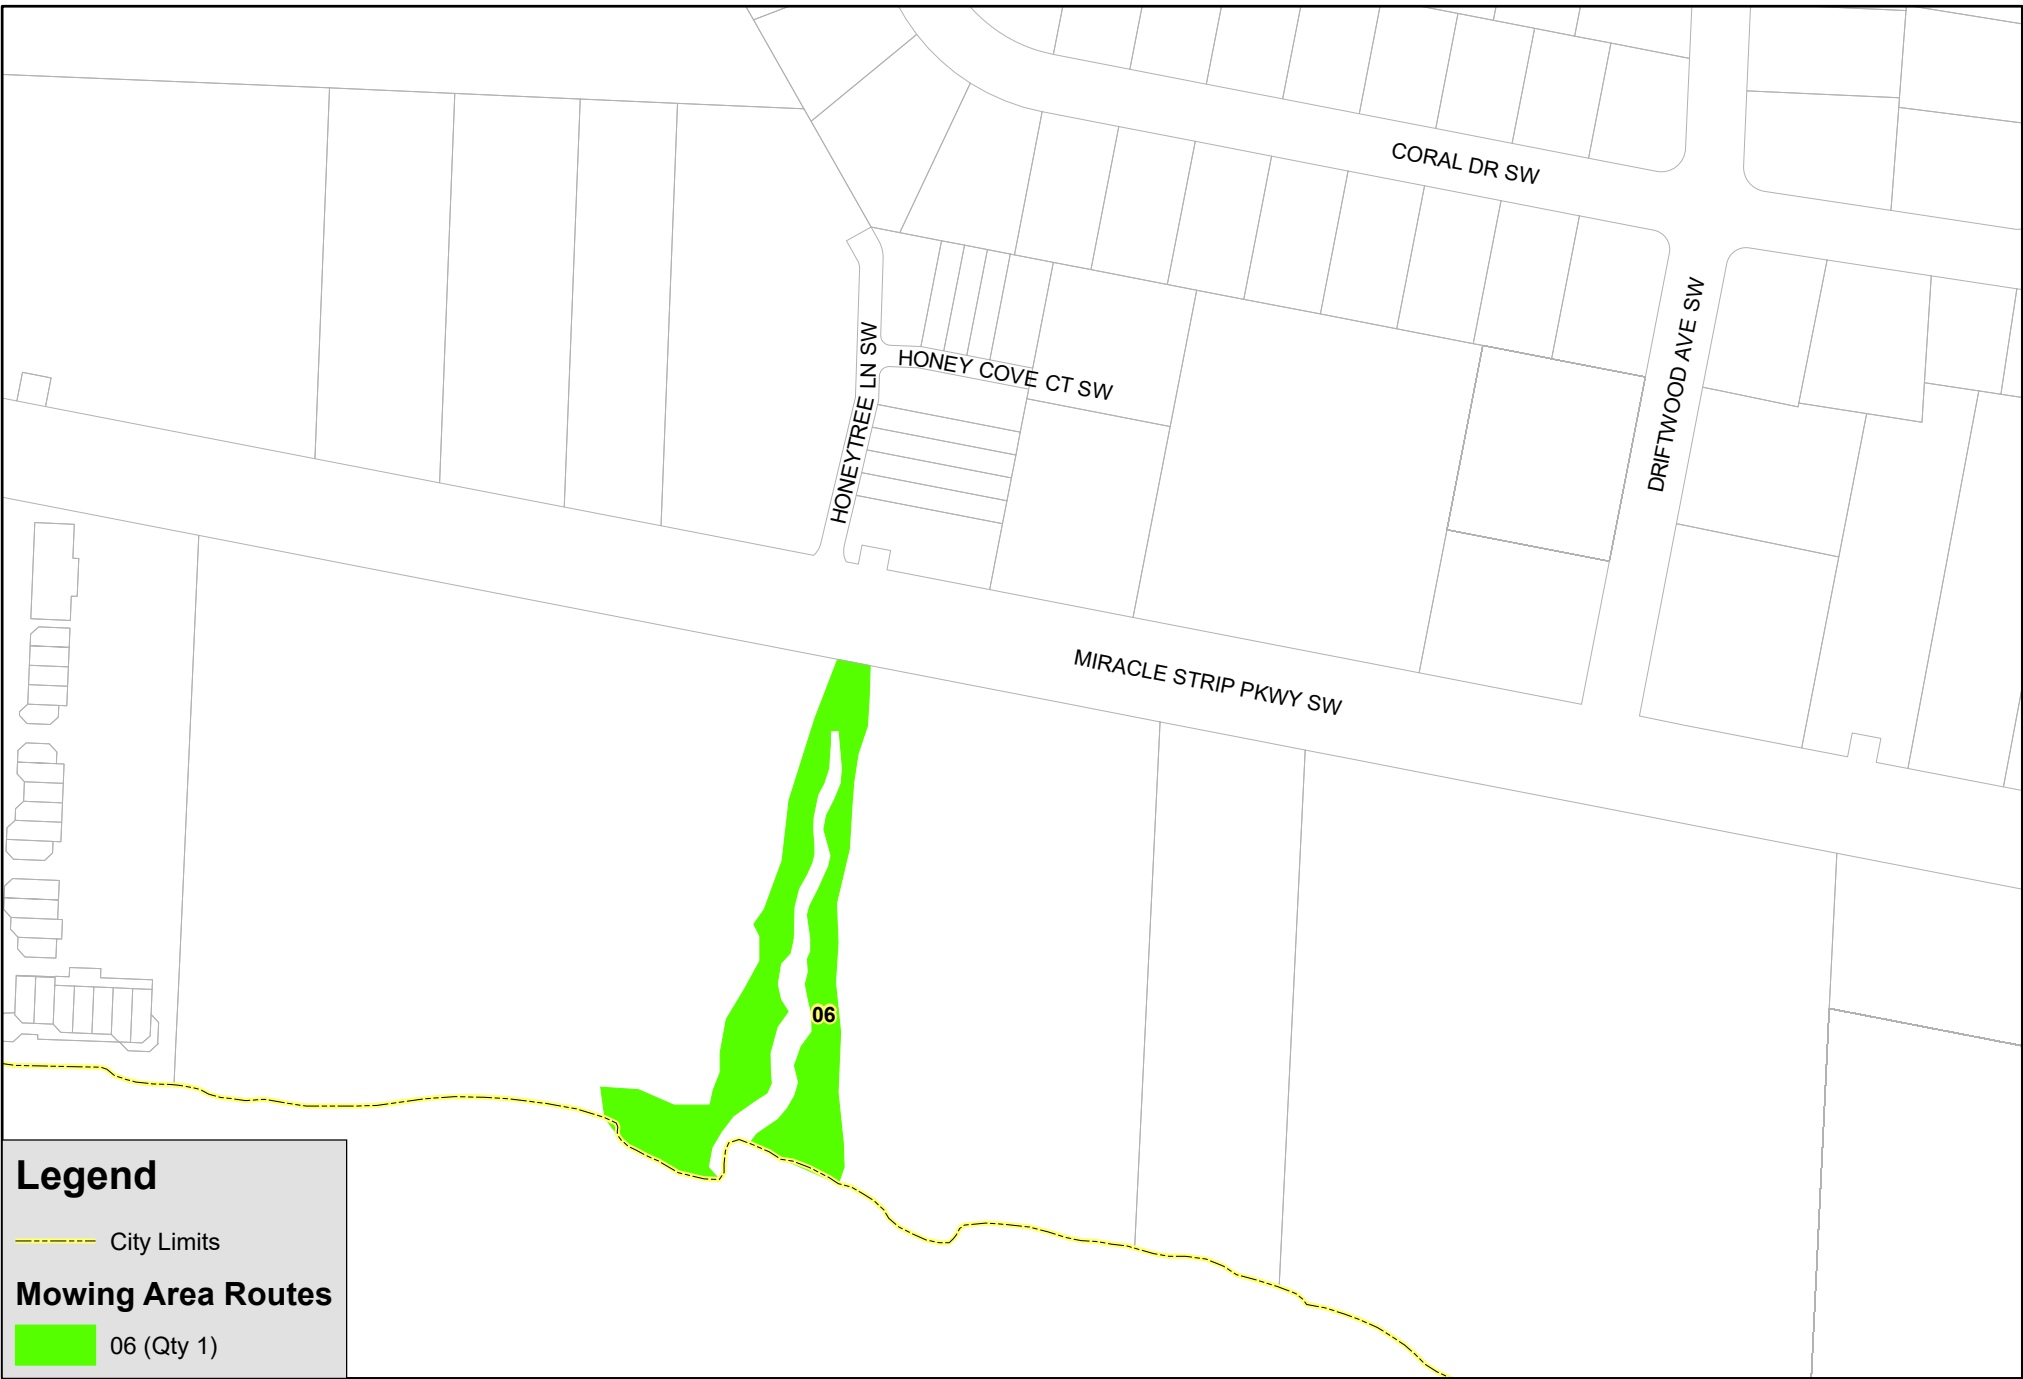 CORAL DR SW
DRIFTWOOD AVE SW
HONEYTREE LN SW
HONEY COVE CT SW
MIRACLE STRIP PKWY SW
06
Legend
City Limits
Mowing Area Routes
06 (Qty 1)